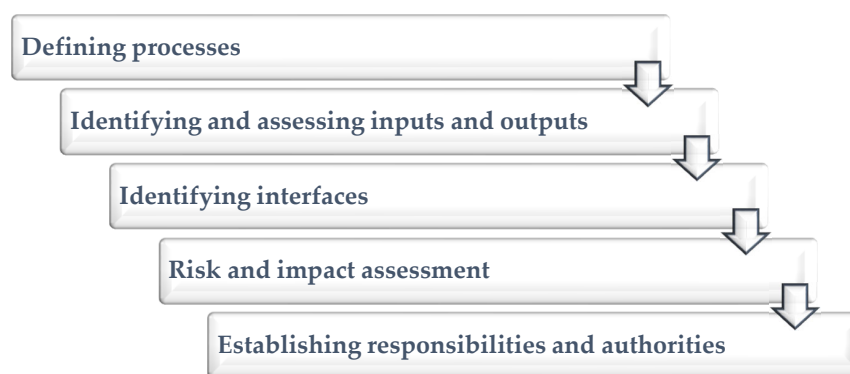 Defining processes
Identifying and assessing inputs and outputs
Identifying interfaces
Risk and impact assessment
Establishing responsibilities and authorities